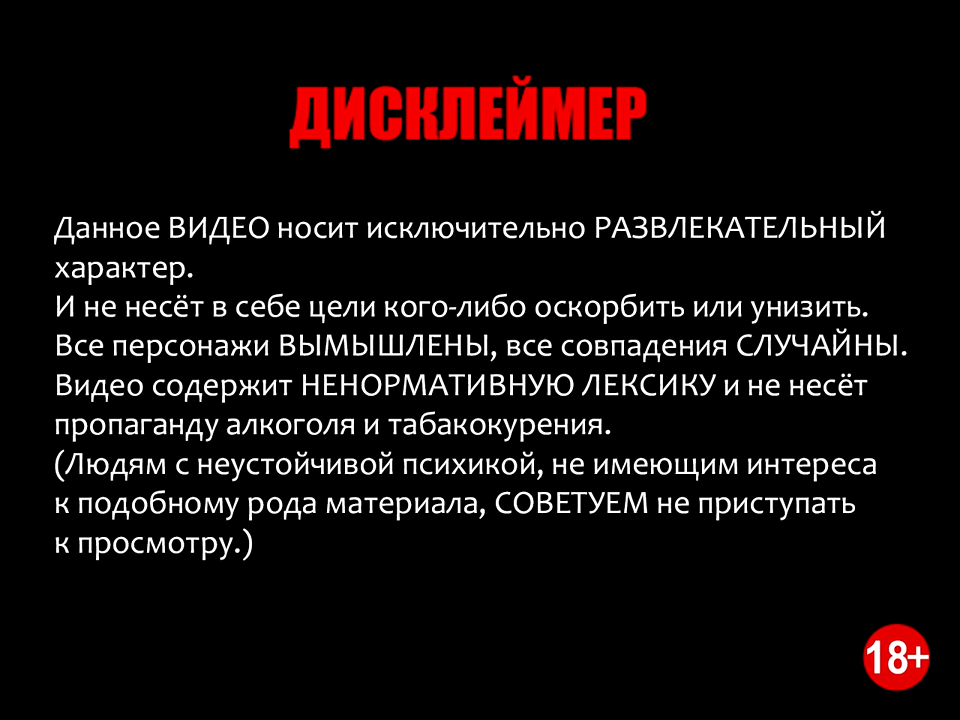 ДИСКЛЕЙМЕР
Данное ВИДЕО носит исключительно РАЗВЛЕКАТЕЛЬНЫЙ
характер.
И не несёт в себе цели кого-либо оскорбить или унизить.
Все персонажи ВЫМЫШЛЕНЫ, все совпадения СЛУЧАЙНЫ.
Видео содержит НЕНОРМАТИВНУЮ ЛЕКСИКУ и не несёт
пропаганду алкоголя и табакокурения.
(Людям с неустойчивой психикой, не имеющим интереса
к подобному рода материала, СОВЕТУЕМ не приступать
к просмотру.)
18+